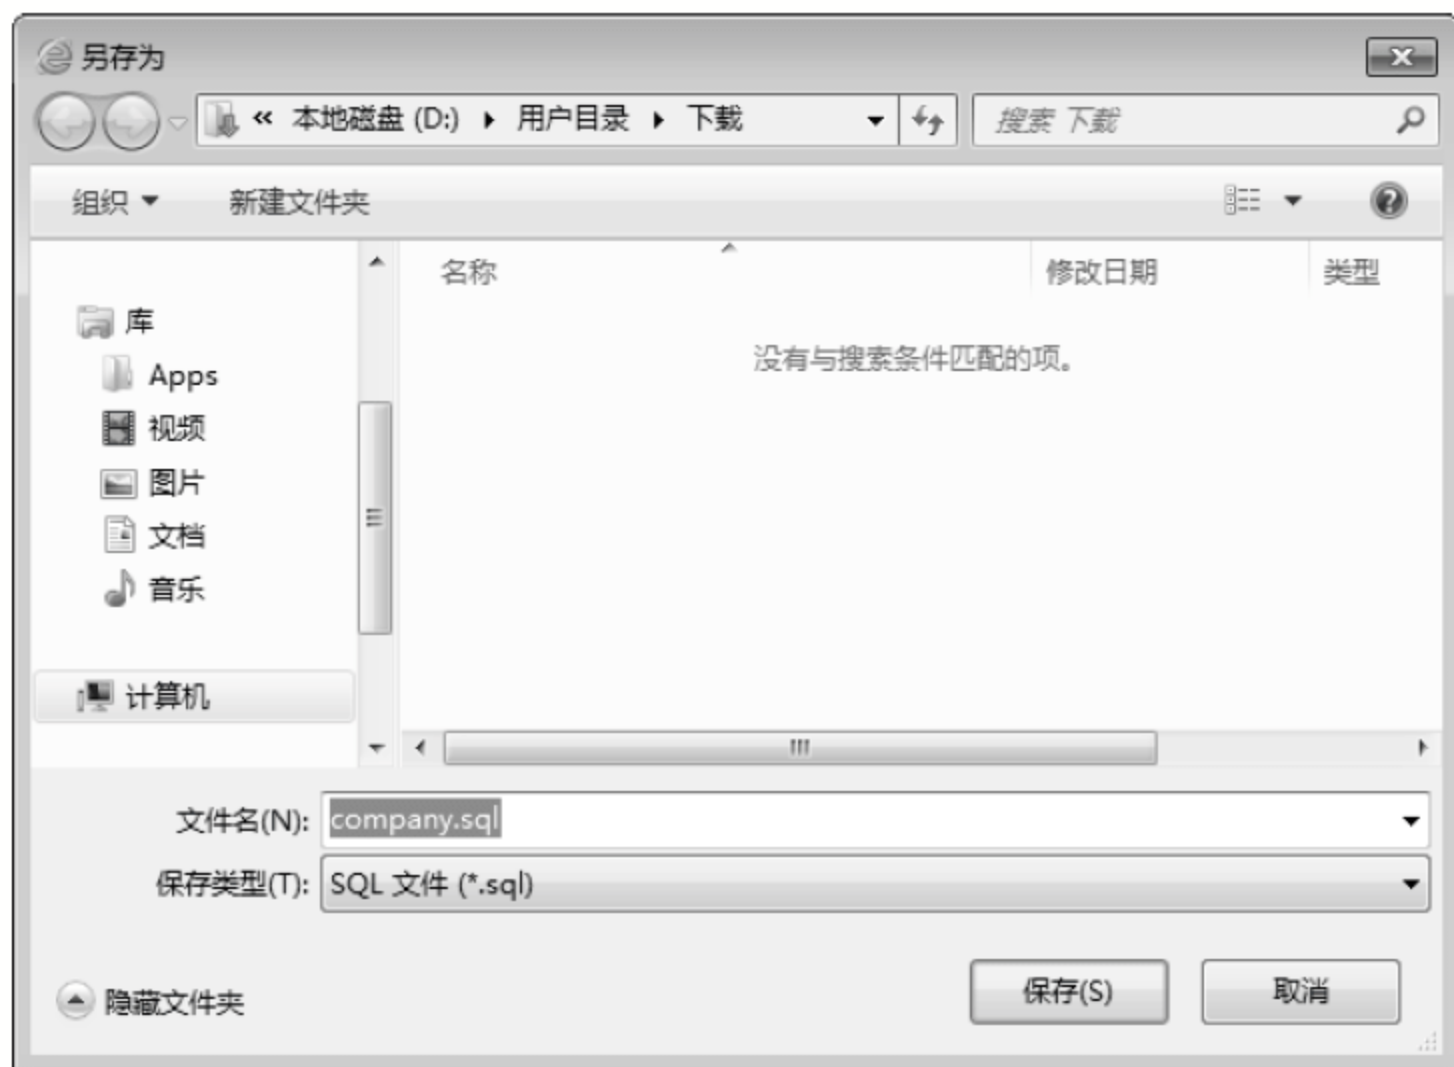 另存为
« 本地磁盘 (D:) 用户目录 下载 搜索 下载
组织 新建文件夹
名称 修改日期 类型
没有与搜索条件匹配的项。
库
Apps
视频
图片
文档
音乐
计算机
文件名(N): company.sql
保存类型(T): SQL 文件 (*.sql)
隐藏文件夹 保存(S) 取消